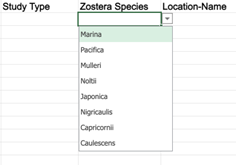 Study Type Zostera Species Location-Name
Marina
Pacifica
Mulleri
Noltii
Japonica
Nigricaulis
Capricornii
Caulescens